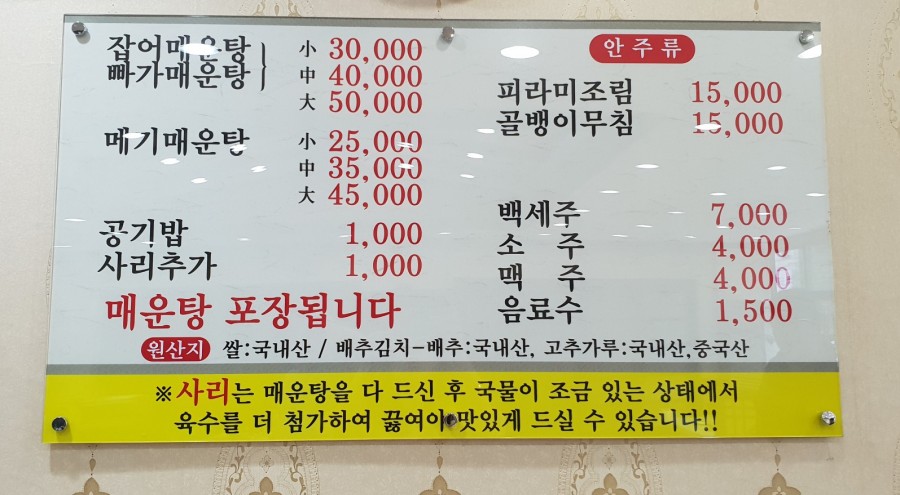 잡어매운탕 小 30,000
빠가매운탕 中 40,000
大 50,000
메기매운탕 小 25,000
中 35,000
大 45,000
공기밥 1,000
사리추가 1,000
매운탕 포장됩니다
안주류
피라미조림 15,000
골뱅이무침 15,000
백세주 7,000
소 주 4,000
맥 주 4,000
음료수 1,500
원산지 쌀:국내산 / 배추김치-배추:국내산, 고추가루:국내산,중국산
※사리는 매운탕을 다 드신 후 국물이 조금 있는 상태에서
육수를 더 첨가하여 끓여야 맛있게 드실 수 있습니다!!